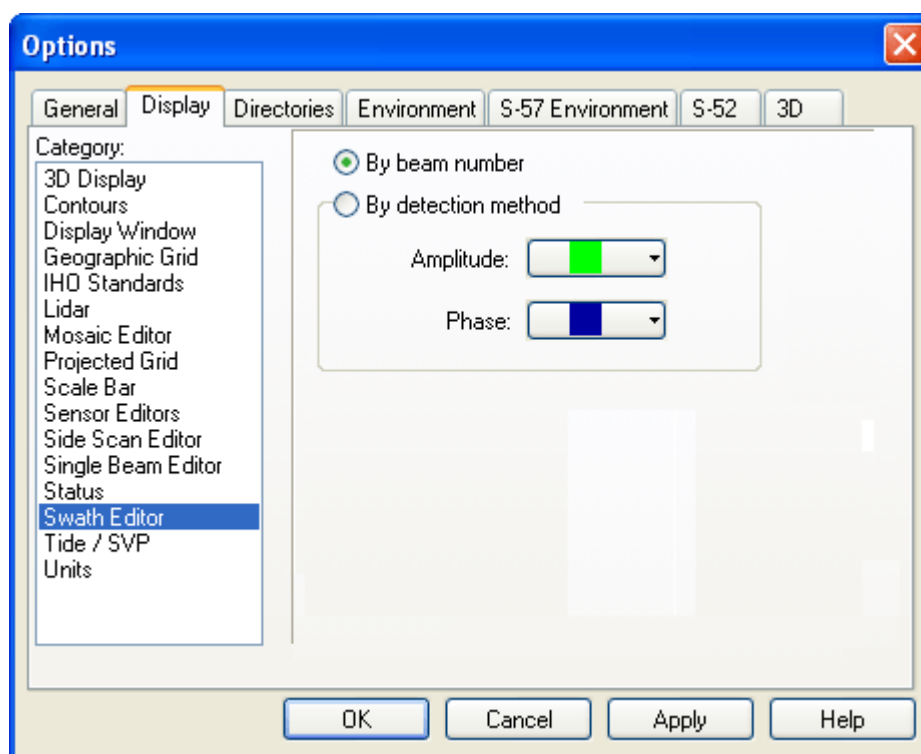 Options
General Display Directories Environment S-57 Environment S-52 3D
Category:
3D Display
Contours
Display Window
Geographic Grid
IHO Standards
Lidar
Mosaic Editor
Projected Grid
Scale Bar
Sensor Editors
Side Scan Editor
Single Beam Editor
Status
Swath Editor
Tide / SVP
Units
By beam number
By detection method
Amplitude:
Phase:
OK Cancel Apply Help